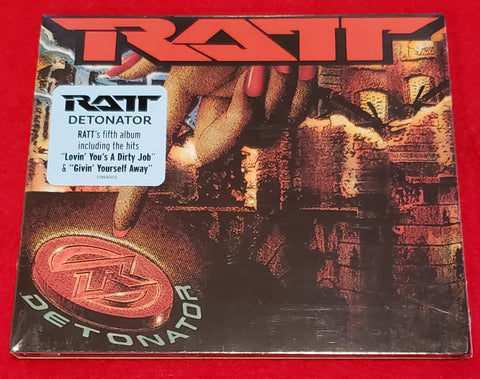 RATT
RATT
DETONATOR
RATT's fifth album
including the hits
"Lovin' You's A Dirty Job"
& "Givin' Yourself Away"
DETONATOR